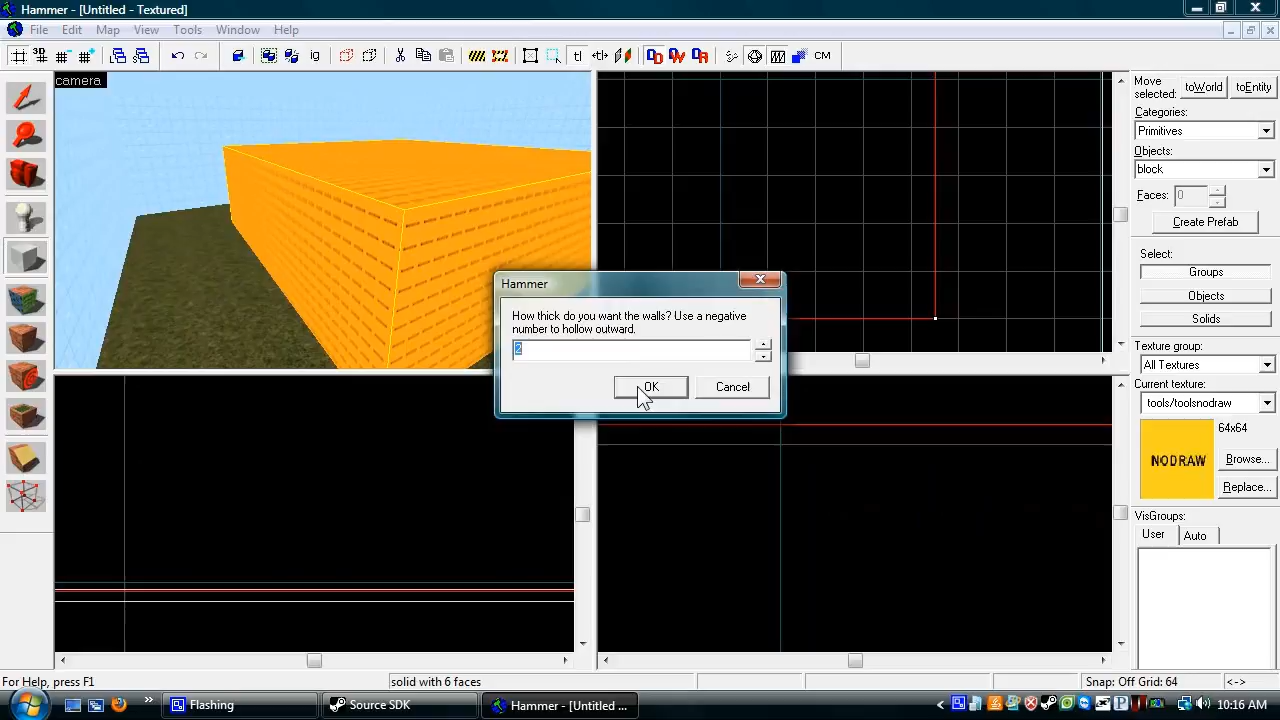 Hammer - [Untitled - Textured]
File Edit Map View Tools Window Help
camera
Move selected:
toWorld
toEntity
Categories:
Primitives
Objects:
block
Faces: 0
Create Prefab
Select:
Groups
Objects
Solids
Texture group:
All Textures
Current texture:
tools/toolsnodraw
64x64
NODRAW
Browse...
Replace...
VisGroups:
User Auto
Hammer
How thick do you want the walls? Use a negative
number to hollow outward.
2
OK Cancel
For Help, press F1
solid with 6 faces
Snap: Off Grid: 64
<->
Flashing
Source SDK
Hammer - [Untitled ...
10:16 AM